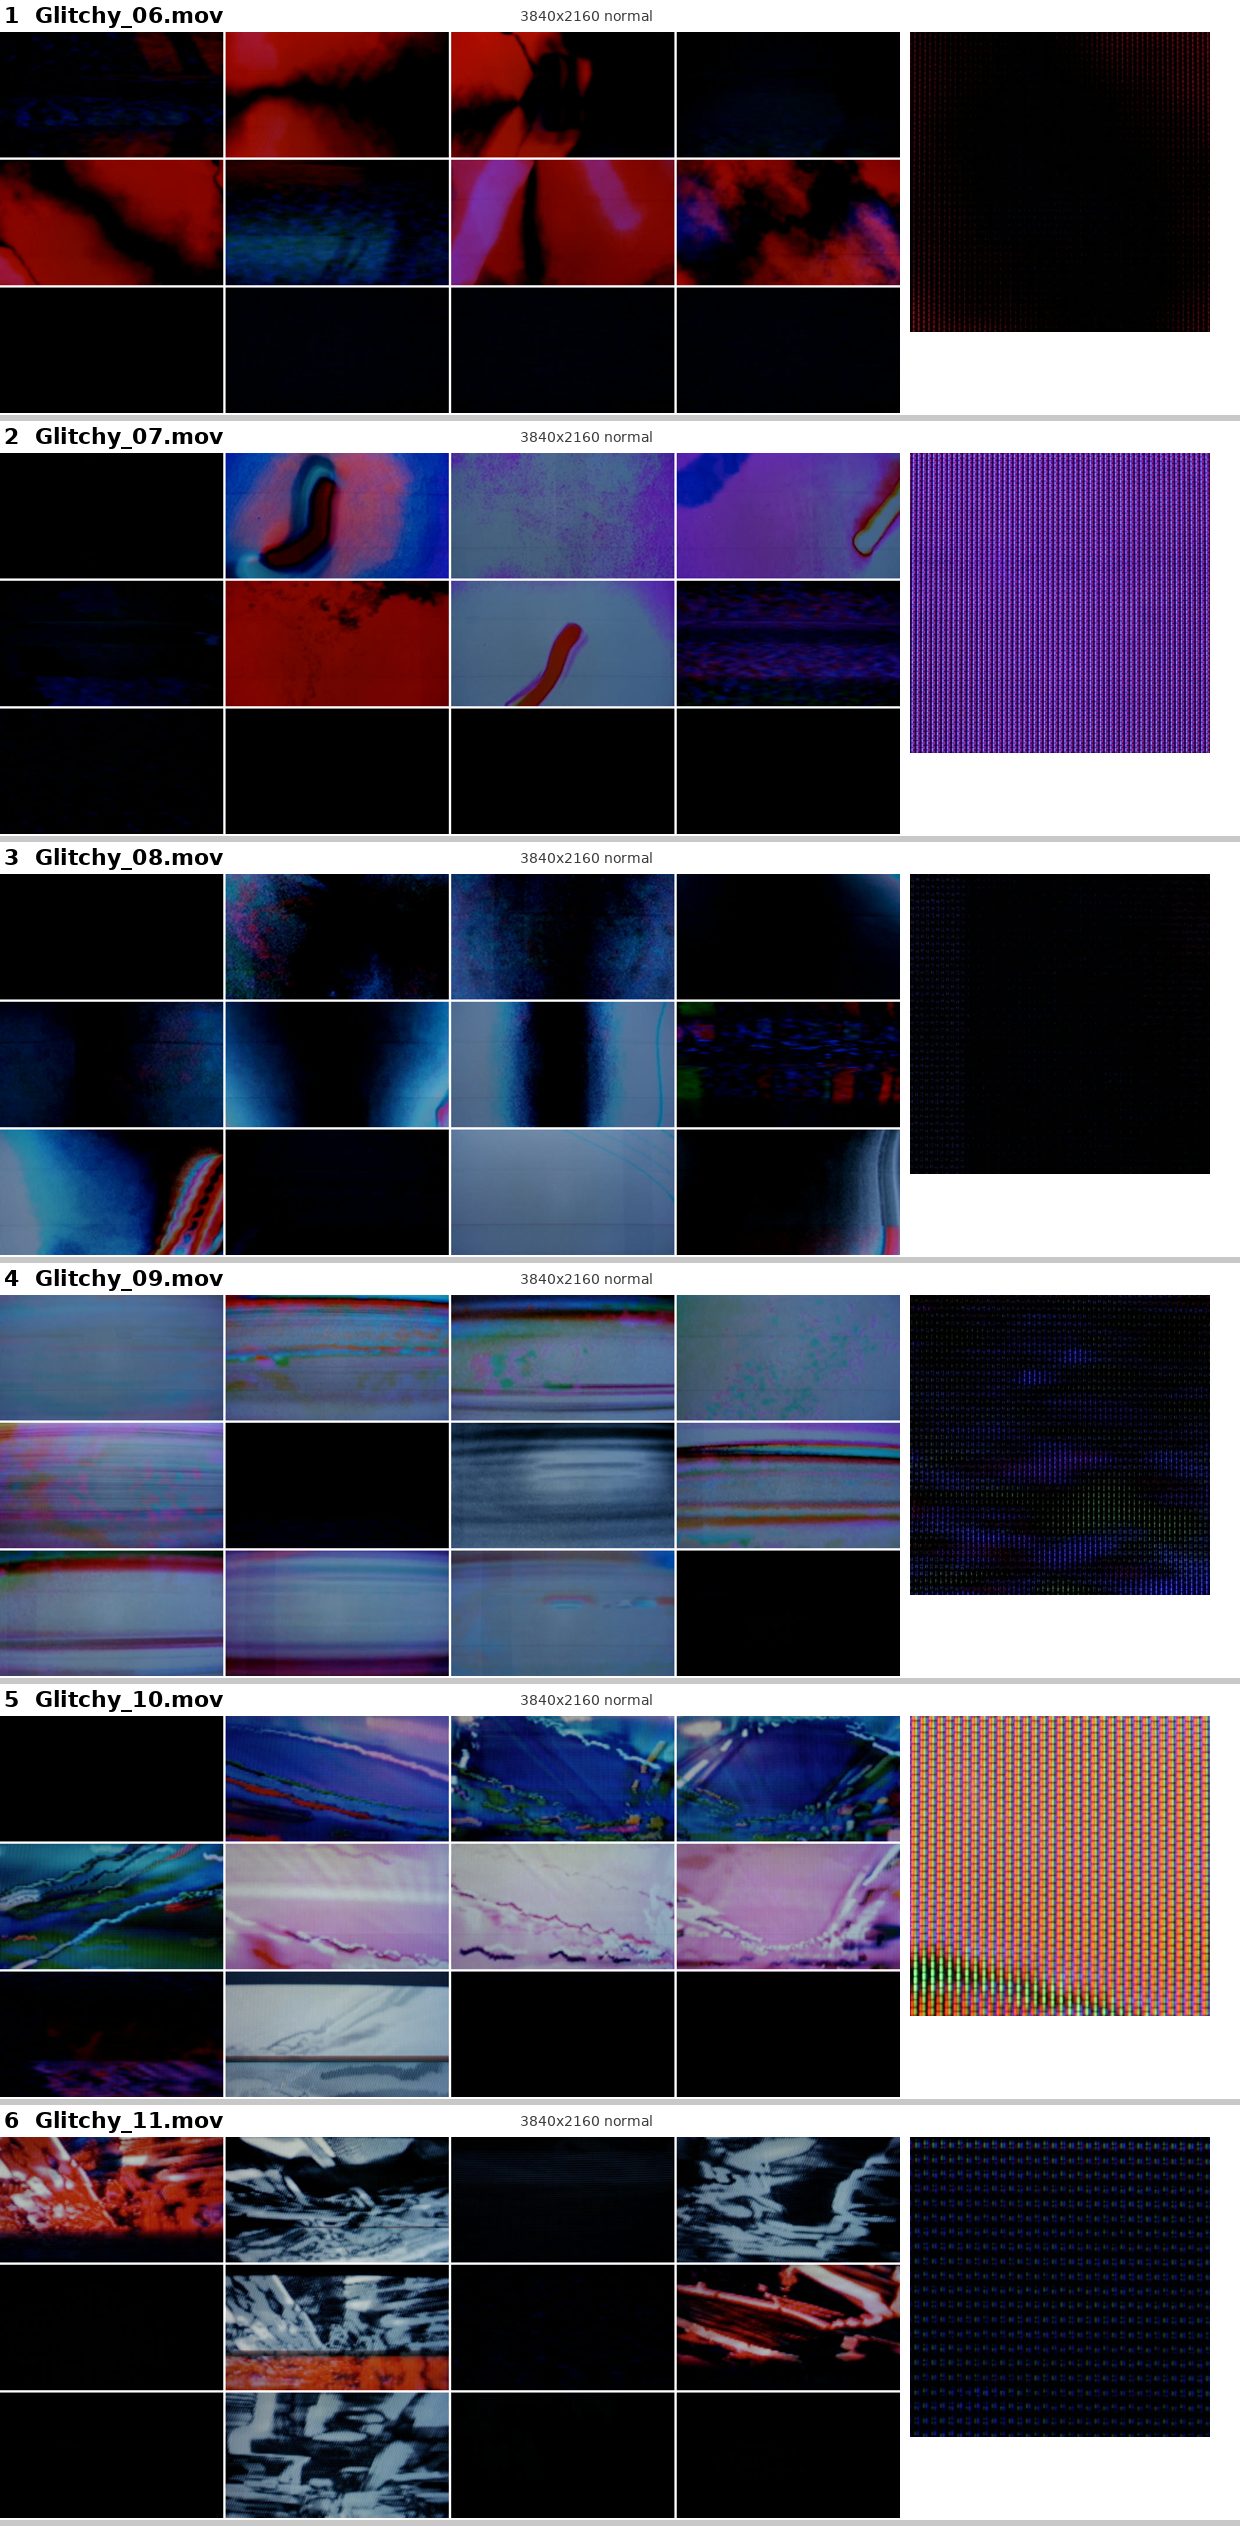 1 Glitchy_06.mov 3840x2160 normal
2 Glitchy_07.mov 3840x2160 normal
3 Glitchy_08.mov 3840x2160 normal
4 Glitchy_09.mov 3840x2160 normal
5 Glitchy_10.mov 3840x2160 normal
6 Glitchy_11.mov 3840x2160 normal